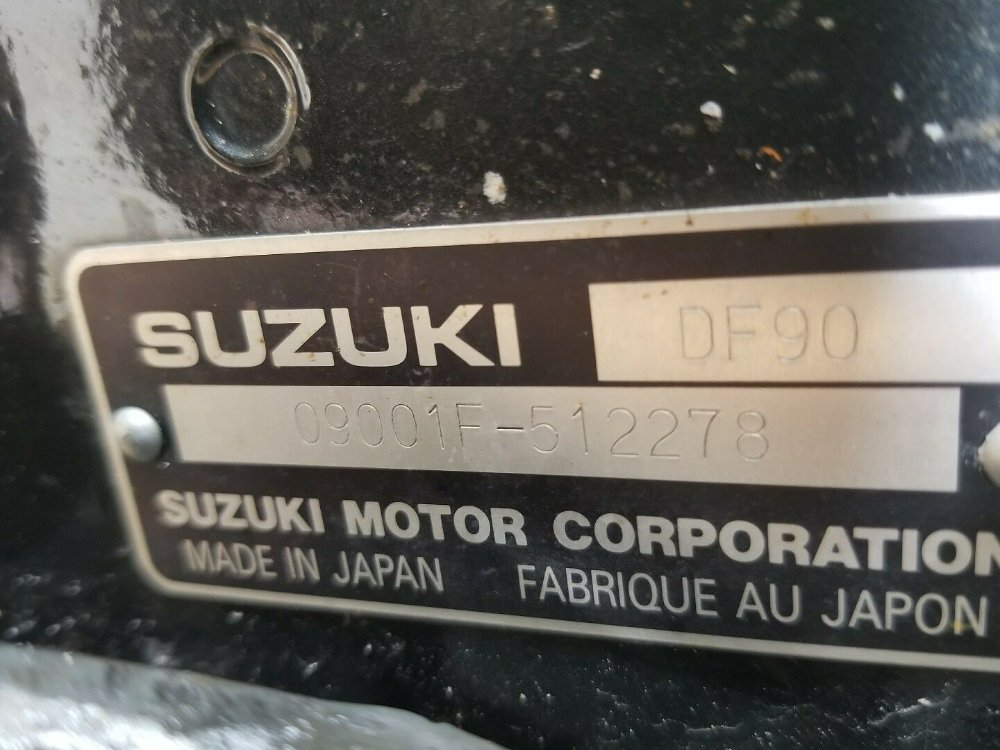 SUZUKI DF90
09001F-512278
SUZUKI MOTOR CORPORATION
MADE IN JAPAN FABRIQUE AU JAPON